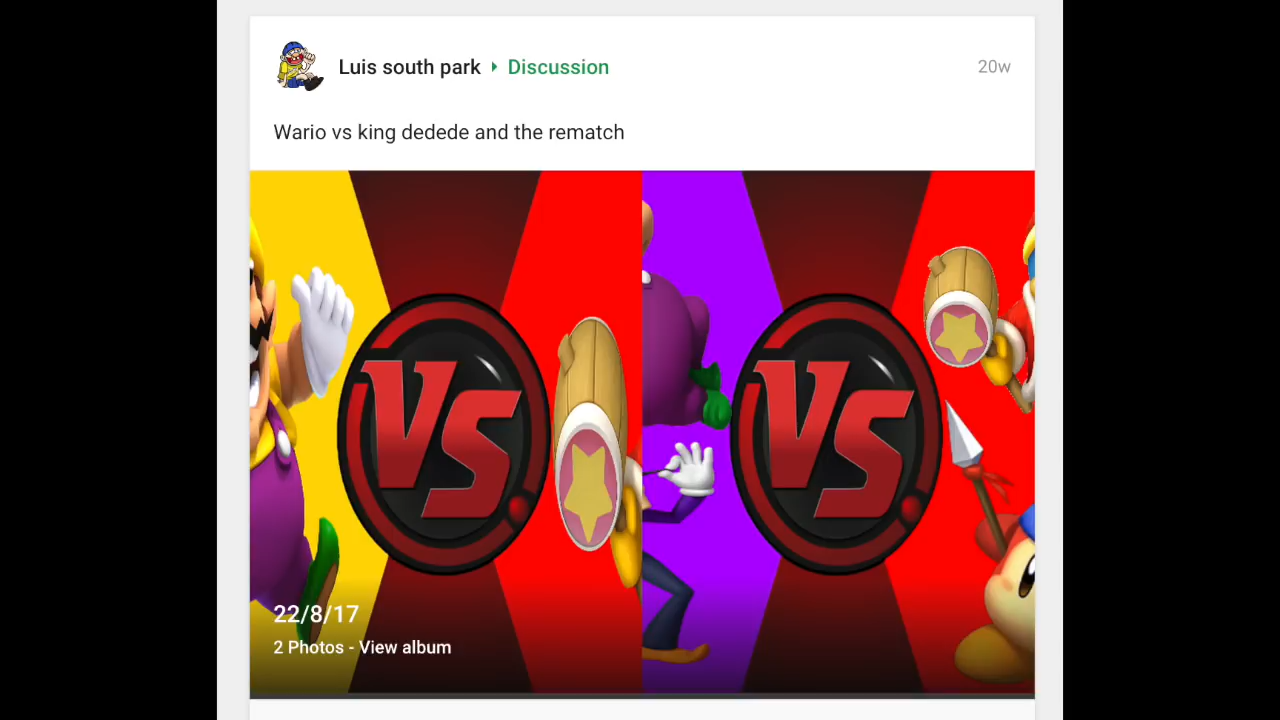 Luis south park Discussion 20w
Wario vs king dedede and the rematch
VS VS
22/8/17
2 Photos - View album